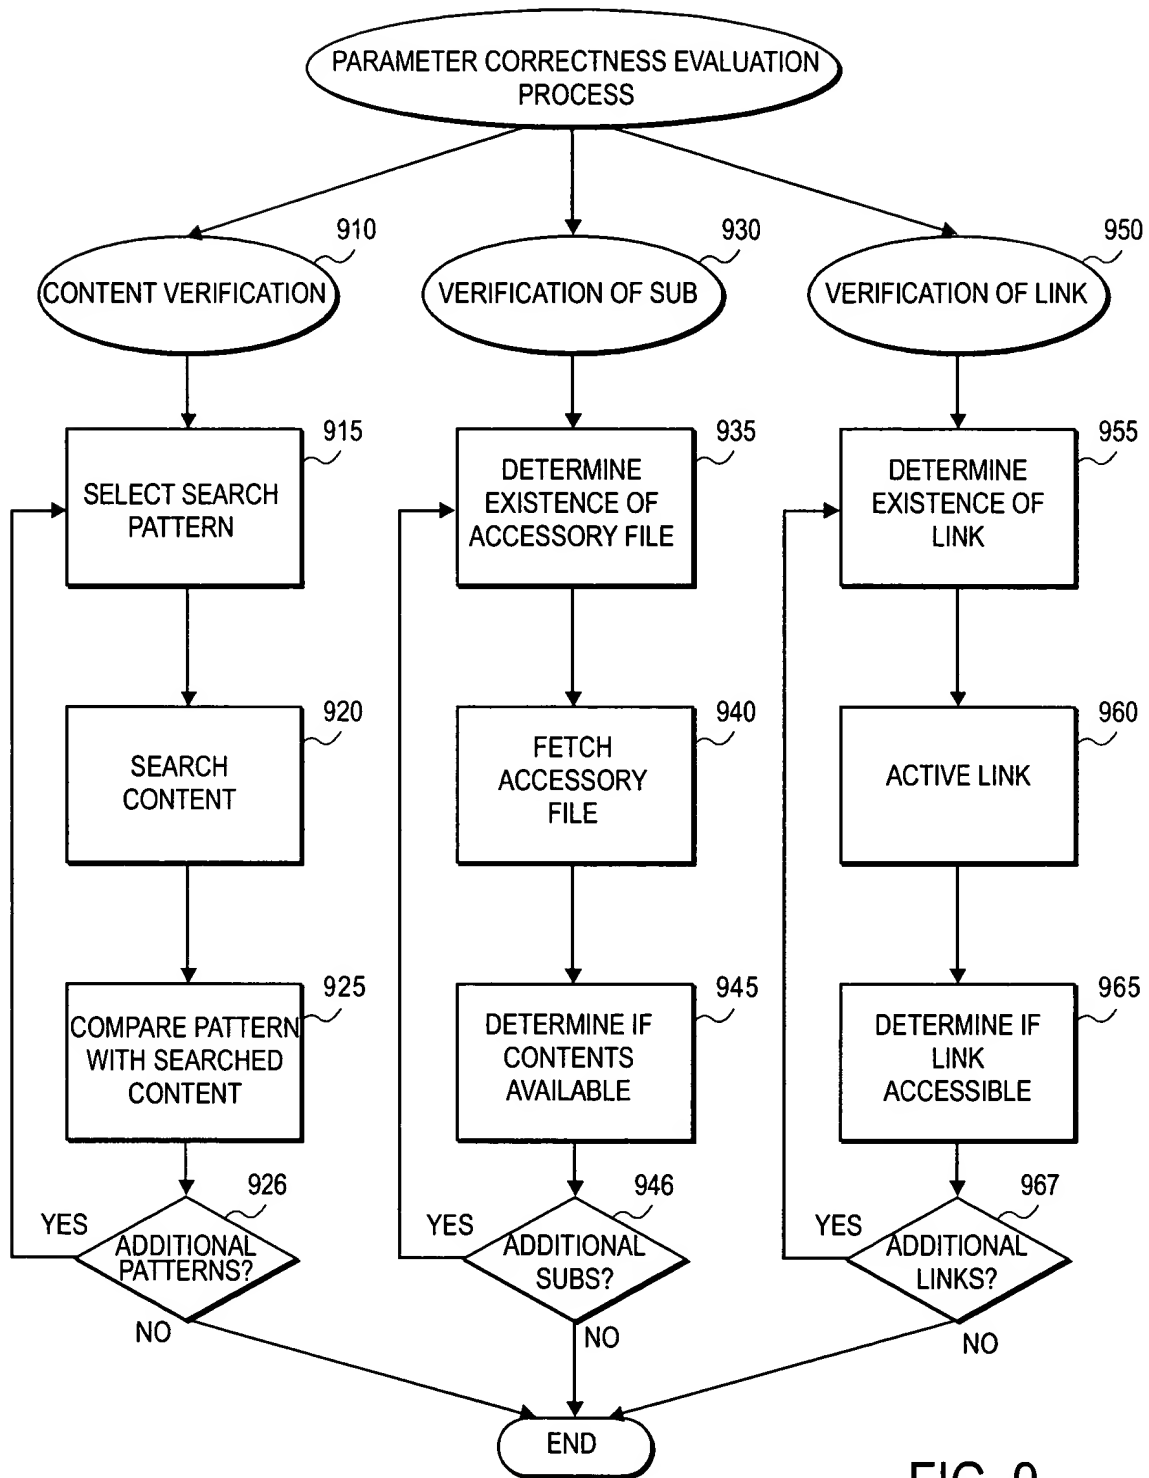 PARAMETER CORRECTNESS EVALUATION
PROCESS
910
CONTENT VERIFICATION
930
VERIFICATION OF SUB
950
VERIFICATION OF LINK
915
SELECT SEARCH
PATTERN
935
DETERMINE
EXISTENCE OF
ACCESSORY FILE
955
DETERMINE
EXISTENCE OF
LINK
920
SEARCH
CONTENT
940
FETCH
ACCESSORY
FILE
960
ACTIVE LINK
925
COMPARE PATTERN
WITH SEARCHED
CONTENT
945
DETERMINE IF
CONTENTS
AVAILABLE
965
DETERMINE IF
LINK
ACCESSIBLE
926
YES
ADDITIONAL
PATTERNS?
NO
946
YES
ADDITIONAL
SUBS?
NO
967
YES
ADDITIONAL
LINKS?
NO
END
FIG. 9